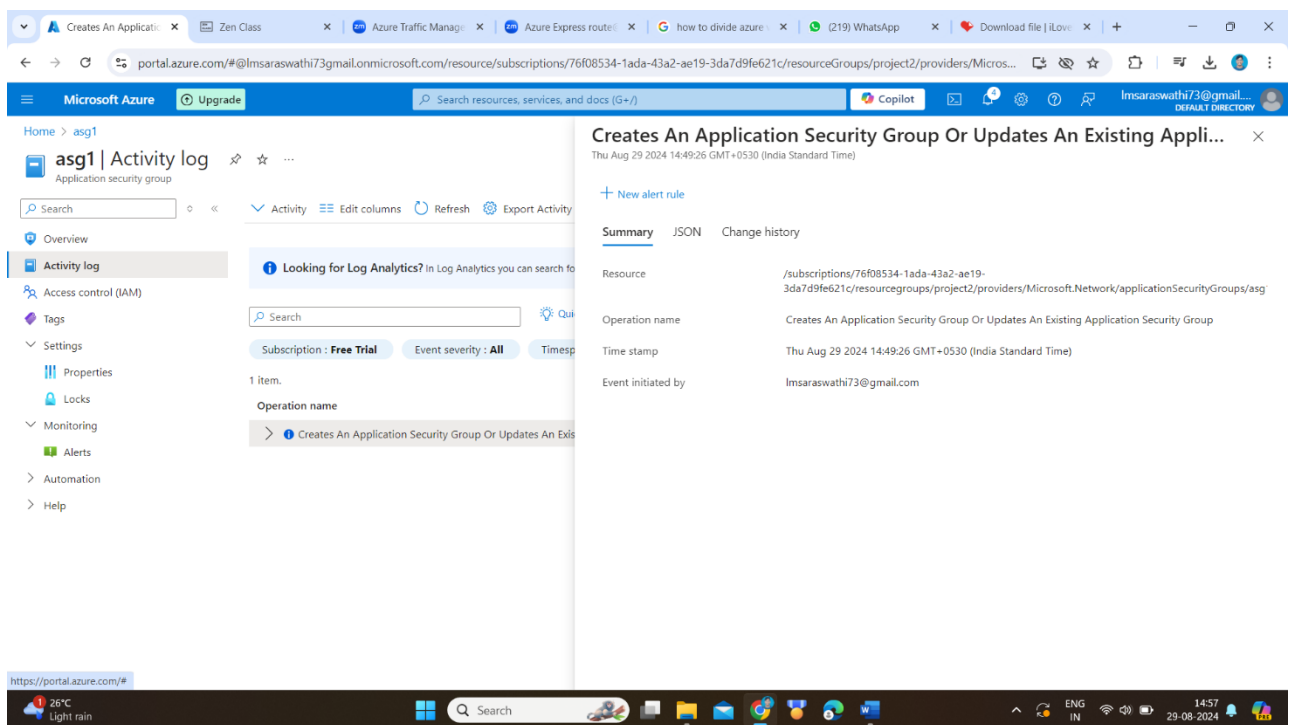 Creates An Applicatio
Zen Class
Azure Traffic Manage
Azure Express route
how to divide azure
(219) WhatsApp
Download file | iLove
portal.azure.com/#@lmsaraswathi73gmail.onmicrosoft.com/resource/subscriptions/76f08534-1ada-43a2-ae19-3da7d9fe621c/resourceGroups/project2/providers/Micros...
Microsoft Azure
Upgrade
Search resources, services, and docs (G+/)
Copilot
4
lmsaraswathi73@gmail....
DEFAULT DIRECTORY
Home > asg1
asg1 | Activity log
Application security group
Search
Overview
Activity log
Access control (IAM)
Tags
Settings
Properties
Locks
Monitoring
Alerts
Automation
Help
Activity
Edit columns
Refresh
Export Activity
Looking for Log Analytics? In Log Analytics you can search fo
Search
Qui
Subscription : Free Trial
Event severity : All
Timesp
1 item.
Operation name
Creates An Application Security Group Or Updates An Exis
Creates An Application Security Group Or Updates An Existing Appli...
Thu Aug 29 2024 14:49:26 GMT+0530 (India Standard Time)
New alert rule
Summary
JSON
Change history
Resource
/subscriptions/76f08534-1ada-43a2-ae19-
3da7d9fe621c/resourcegroups/project2/providers/Microsoft.Network/applicationSecurityGroups/asg1
Operation name
Creates An Application Security Group Or Updates An Existing Application Security Group
Time stamp
Thu Aug 29 2024 14:49:26 GMT+0530 (India Standard Time)
Event initiated by
lmsaraswathi73@gmail.com
https://portal.azure.com/#
1
26°C
Light rain
Search
ENG
IN
14:57
29-08-2024